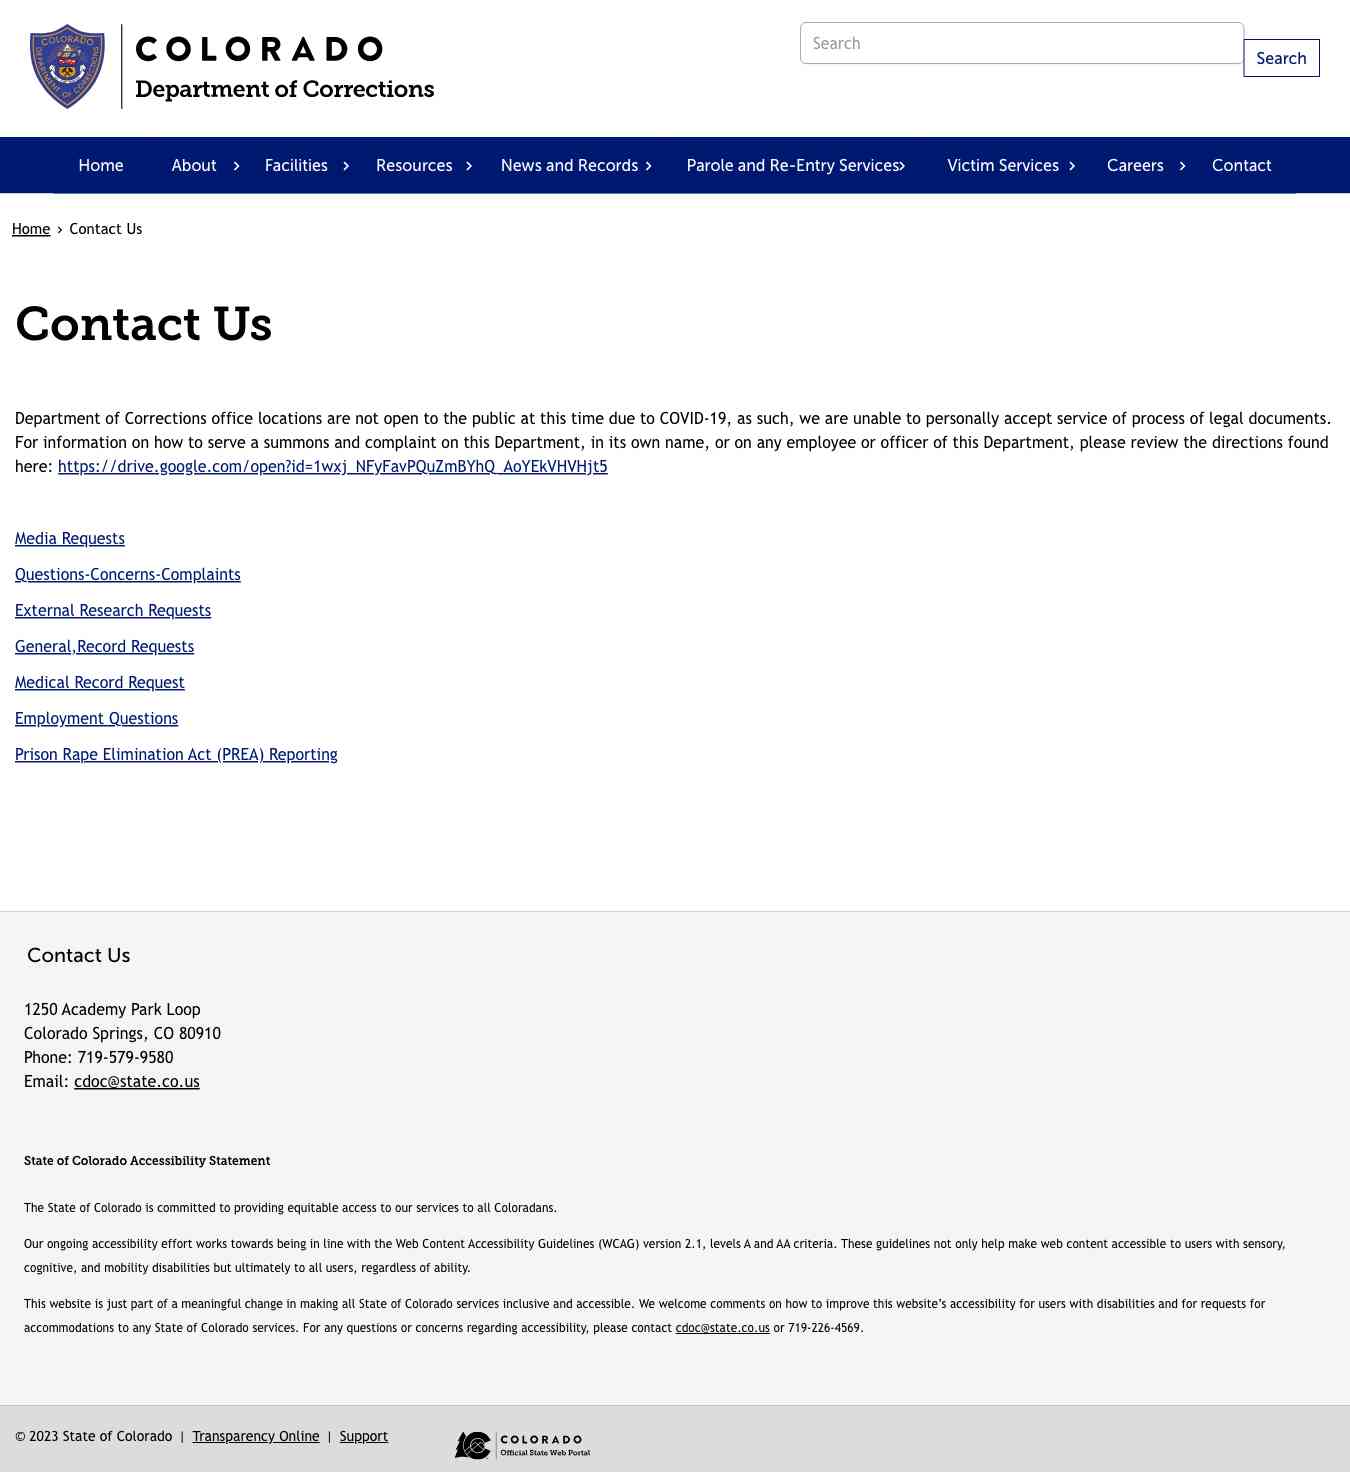 COLORADO
Department of Corrections
Search
Search
Home About Facilities Resources News and Records Parole and Re-Entry Services Victim Services Careers Contact
Home › Contact Us
Contact Us
Department of Corrections office locations are not open to the public at this time due to COVID-19, as such, we are unable to personally accept service of process of legal documents.
For information on how to serve a summons and complaint on this Department, in its own name, or on any employee or officer of this Department, please review the directions found
here: https://drive.google.com/open?id=1wxj_NFyFavPQuZmBYhQ_AoYEkVHVHjt5
Media Requests
Questions-Concerns-Complaints
External Research Requests
General,Record Requests
Medical Record Request
Employment Questions
Prison Rape Elimination Act (PREA) Reporting
Contact Us
1250 Academy Park Loop
Colorado Springs, CO 80910
Phone: 719-579-9580
Email: cdoc@state.co.us
State of Colorado Accessibility Statement
The State of Colorado is committed to providing equitable access to our services to all Coloradans.
Our ongoing accessibility effort works towards being in line with the Web Content Accessibility Guidelines (WCAG) version 2.1, levels A and AA criteria. These guidelines not only help make web content accessible to users with sensory,
cognitive, and mobility disabilities but ultimately to all users, regardless of ability.
This website is just part of a meaningful change in making all State of Colorado services inclusive and accessible. We welcome comments on how to improve this website's accessibility for users with disabilities and for requests for
accommodations to any State of Colorado services. For any questions or concerns regarding accessibility, please contact cdoc@state.co.us or 719-226-4569.
© 2023 State of Colorado | Transparency Online | Support
COLORADO
Official State Web Portal